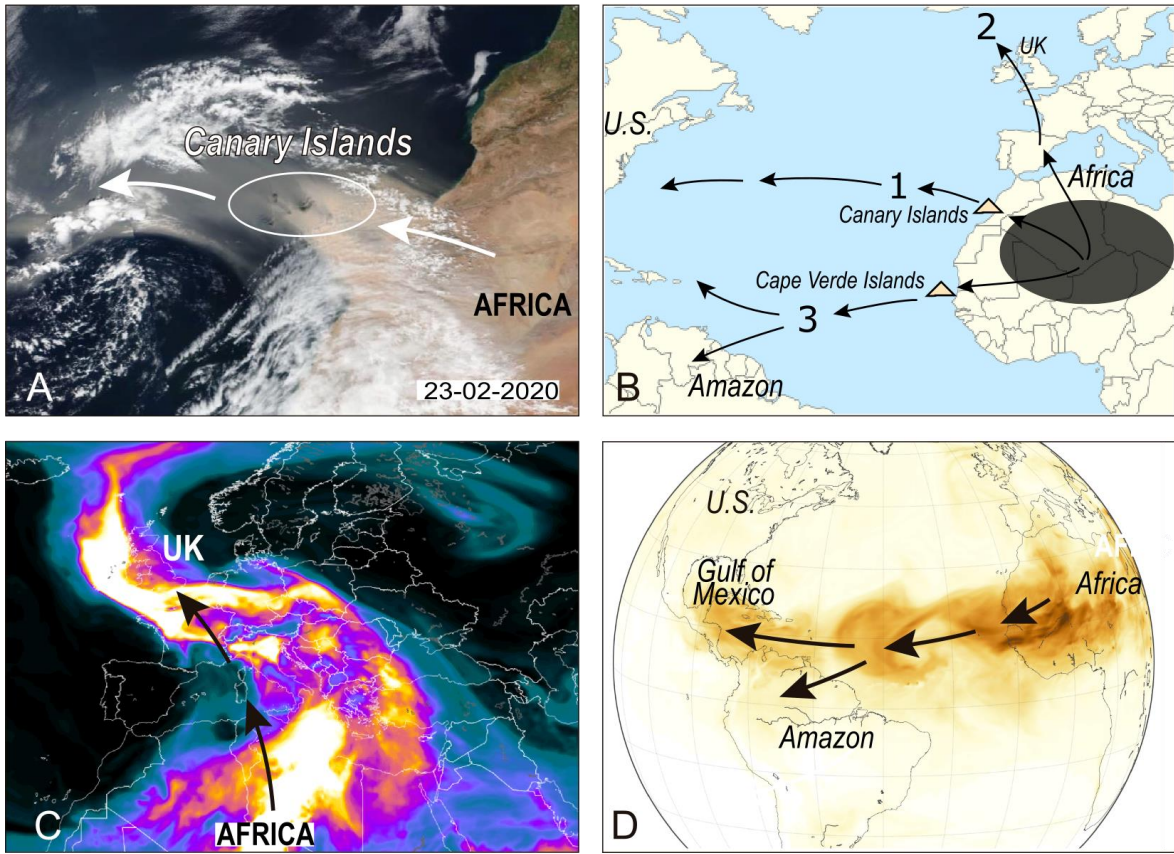 Canary Islands
AFRICA
23-02-2020
A
2
UK
U.S.
Africa
1
Canary Islands
Cape Verde Islands
3
Amazon
B
UK
AFRICA
C
U.S.
Gulf of
Mexico
AF
Africa
Amazon
D